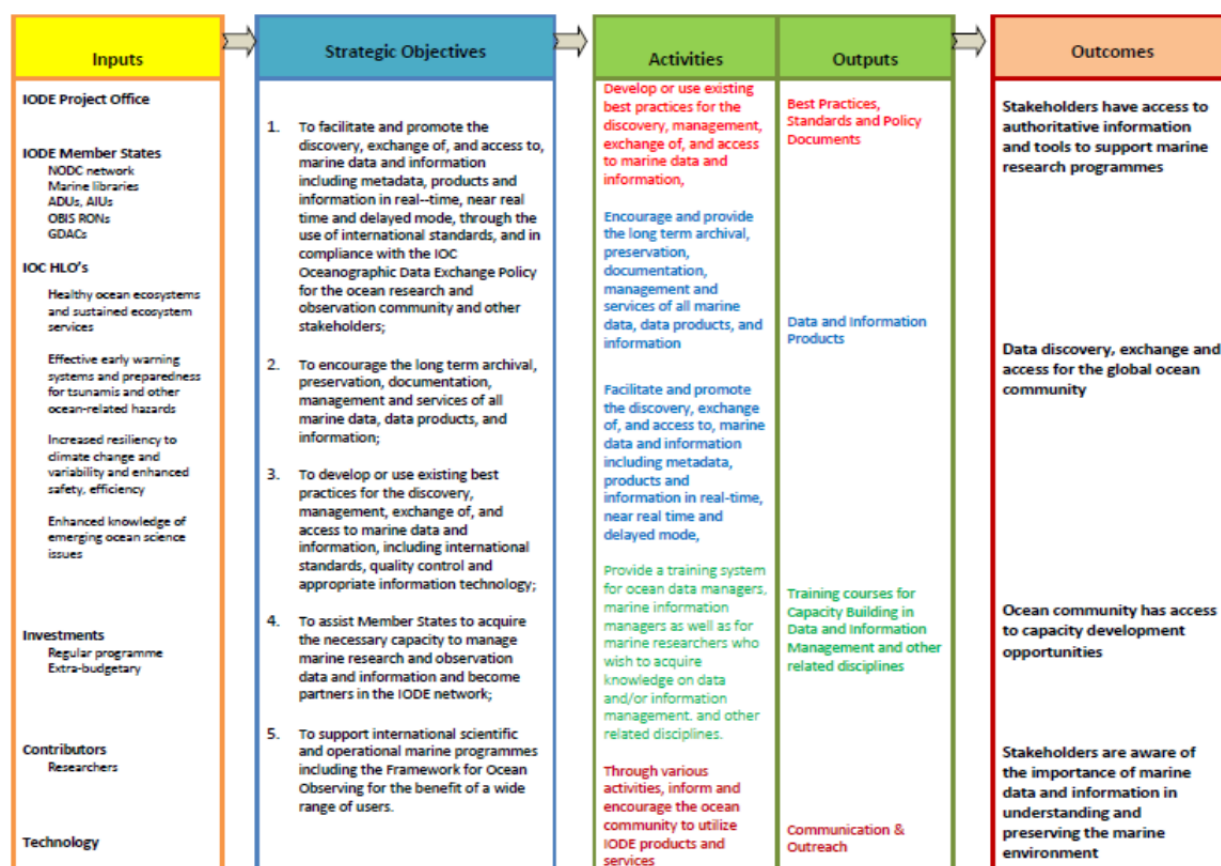 Inputs
IODE Project Office
IODE Member States
NODC network
Marine libraries
ADUs, AIUs
OBIS RONs
GDACs
IOC HLO's
Healthy ocean ecosystems
and sustained ecosystem
services
Effective early warning
systems and preparedness
for tsunamis and other
ocean-related hazards
Increased resiliency to
climate change and
variability and enhanced
safety, efficiency
Enhanced knowledge of
emerging ocean science
issues
Investments
Regular programme
Extra-budgetary
Contributors
Researchers
Technology
Strategic Objectives
1. To facilitate and promote the
discovery, exchange of, and access to,
marine data and information
including metadata, products and
information in real--time, near real
time and delayed mode, through the
use of international standards, and in
compliance with the IOC
Oceanographic Data Exchange Policy
for the ocean research and
observation community and other
stakeholders;
2. To encourage the long term archival,
preservation, documentation,
management and services of all
marine data, data products, and
information;
3. To develop or use existing best
practices for the discovery,
management, exchange of, and
access to marine data and
information, including international
standards, quality control and
appropriate information technology;
4. To assist Member States to acquire
the necessary capacity to manage
marine research and observation
data and information and become
partners in the IODE network;
5. To support international scientific
and operational marine programmes
including the Framework for Ocean
Observing for the benefit of a wide
range of users.
Activities
Develop or use existing
best practices for the
discovery, management,
exchange of, and access
to marine data and
information,
Encourage and provide
the long term archival,
preservation,
documentation,
management and
services of all marine
data, data products, and
information
Facilitate and promote
the discovery, exchange
of, and access to, marine
data and information
including metadata,
products and
information in real-time,
near real time and
delayed mode,
Provide a training system
for ocean data managers,
marine information
managers as well as for
marine researchers who
wish to acquire
knowledge on data
and/or information
management. and other
related disciplines.
Through various
activities, inform and
encourage the ocean
community to utilize
IODE products and
services
Outputs
Best Practices,
Standards and Policy
Documents
Data and Information
Products
Training courses for
Capacity Building in
Data and Information
Management and other
related disciplines
Communication &
Outreach
Outcomes
Stakeholders have access to
authoritative information
and tools to support marine
research programmes
Data discovery, exchange and
access for the global ocean
community
Ocean community has access
to capacity development
opportunities
Stakeholders are aware of
the importance of marine
data and information in
understanding and
preserving the marine
environment